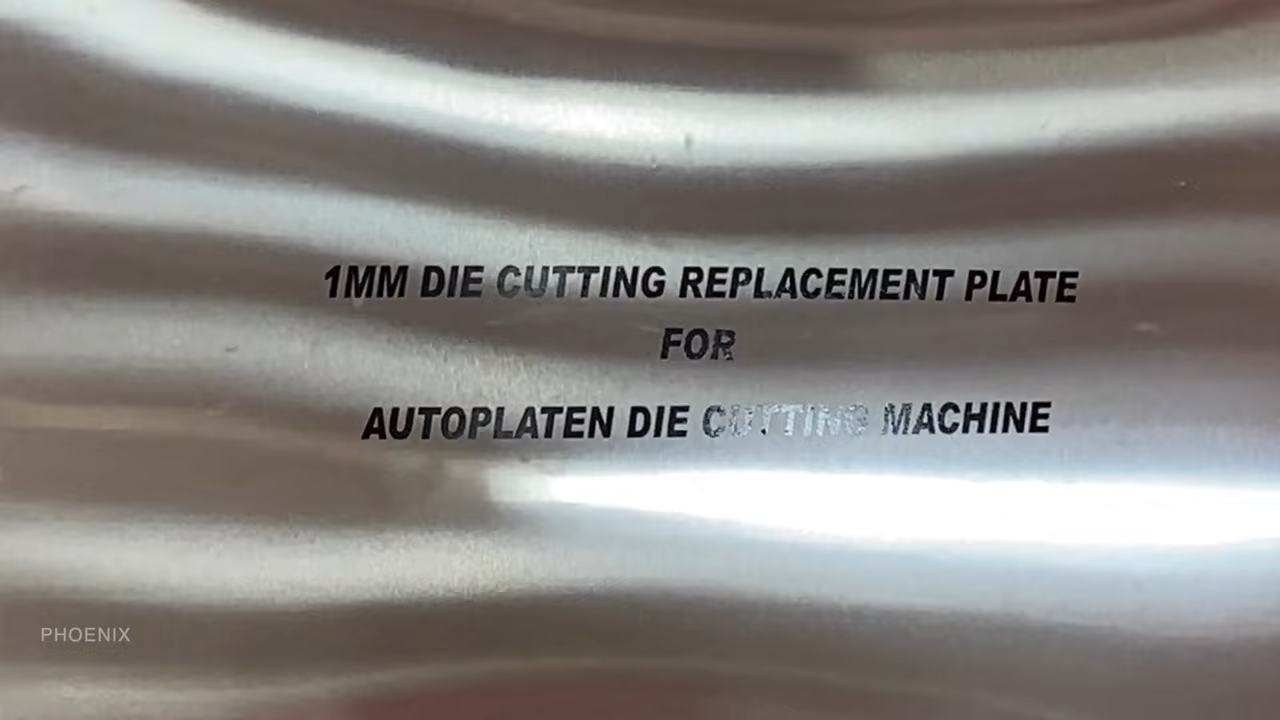 1MM DIE CUTTING REPLACEMENT PLATE
FOR
AUTOPLATEN DIE CUTTING MACHINE
PHOENIX